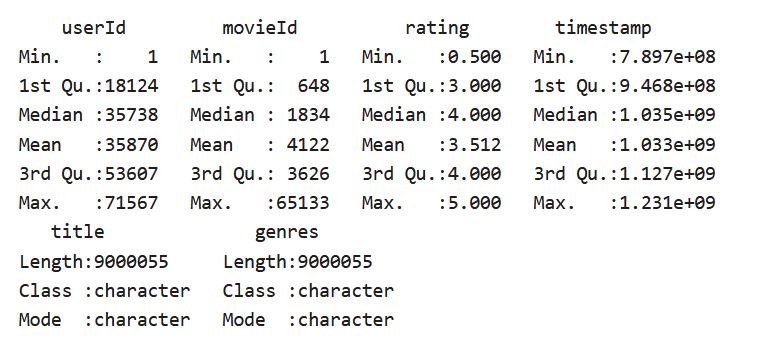 userId movieId rating timestamp
Min. : 1 Min. : 1 Min. :0.500 Min. :7.897e+08
1st Qu.:18124 1st Qu.: 648 1st Qu.:3.000 1st Qu.:9.468e+08
Median :35738 Median : 1834 Median :4.000 Median :1.035e+09
Mean :35870 Mean : 4122 Mean :3.512 Mean :1.033e+09
3rd Qu.:53607 3rd Qu.: 3626 3rd Qu.:4.000 3rd Qu.:1.127e+09
Max. :71567 Max. :65133 Max. :5.000 Max. :1.231e+09
title genres
Length:9000055 Length:9000055
Class :character Class :character
Mode :character Mode :character